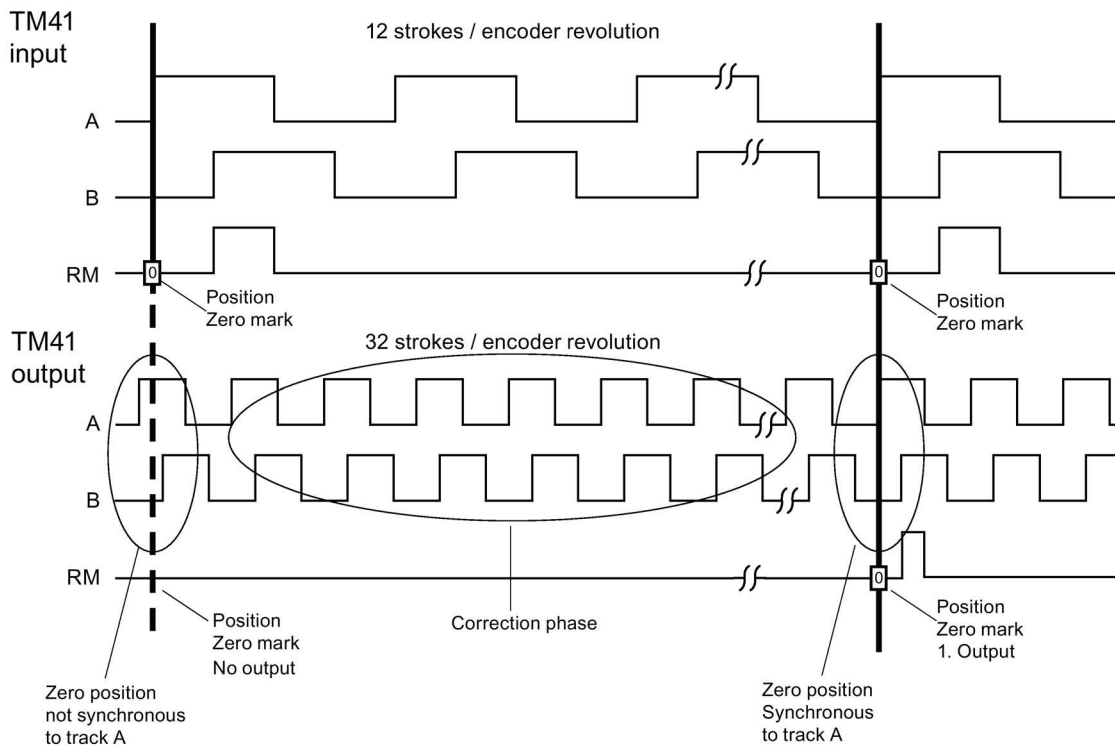 TM41
input
12 strokes / encoder revolution
A
B
RM
0
0
Position
Zero mark
Position
Zero mark
TM41
output
32 strokes / encoder revolution
A
B
RM
0
Position
Zero mark
No output
Correction phase
Position
Zero mark
1. Output
Zero position
not synchronous
to track A
Zero position
Synchronous
to track A